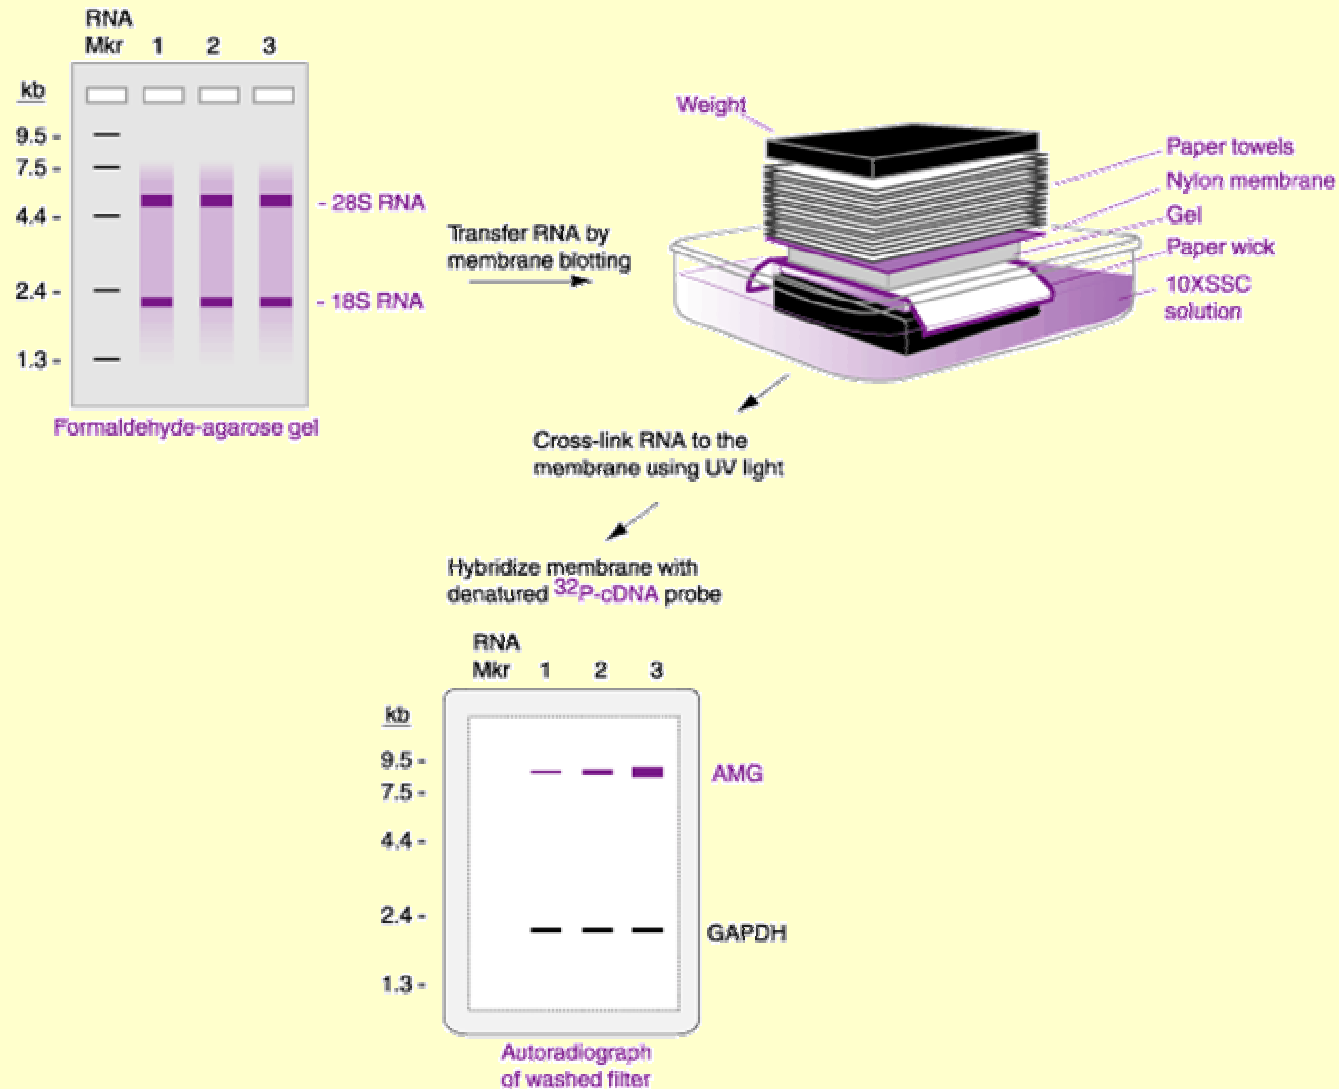 RNA
Mkr 1 2 3
kb
9.5 -
7.5 -
- 28S RNA
4.4 -
2.4 -
- 18S RNA
1.3 -
Formaldehyde-agarose gel
Transfer RNA by
membrane blotting
Weight
Paper towels
Nylon membrane
Gel
Paper wick
10XSSC
solution
Cross-link RNA to the
membrane using UV light
Hybridize membrane with
denatured ³²P-cDNA probe
RNA
Mkr 1 2 3
kb
9.5 -
AMG
7.5 -
4.4 -
2.4 -
GAPDH
1.3 -
Autoradiograph
of washed filter